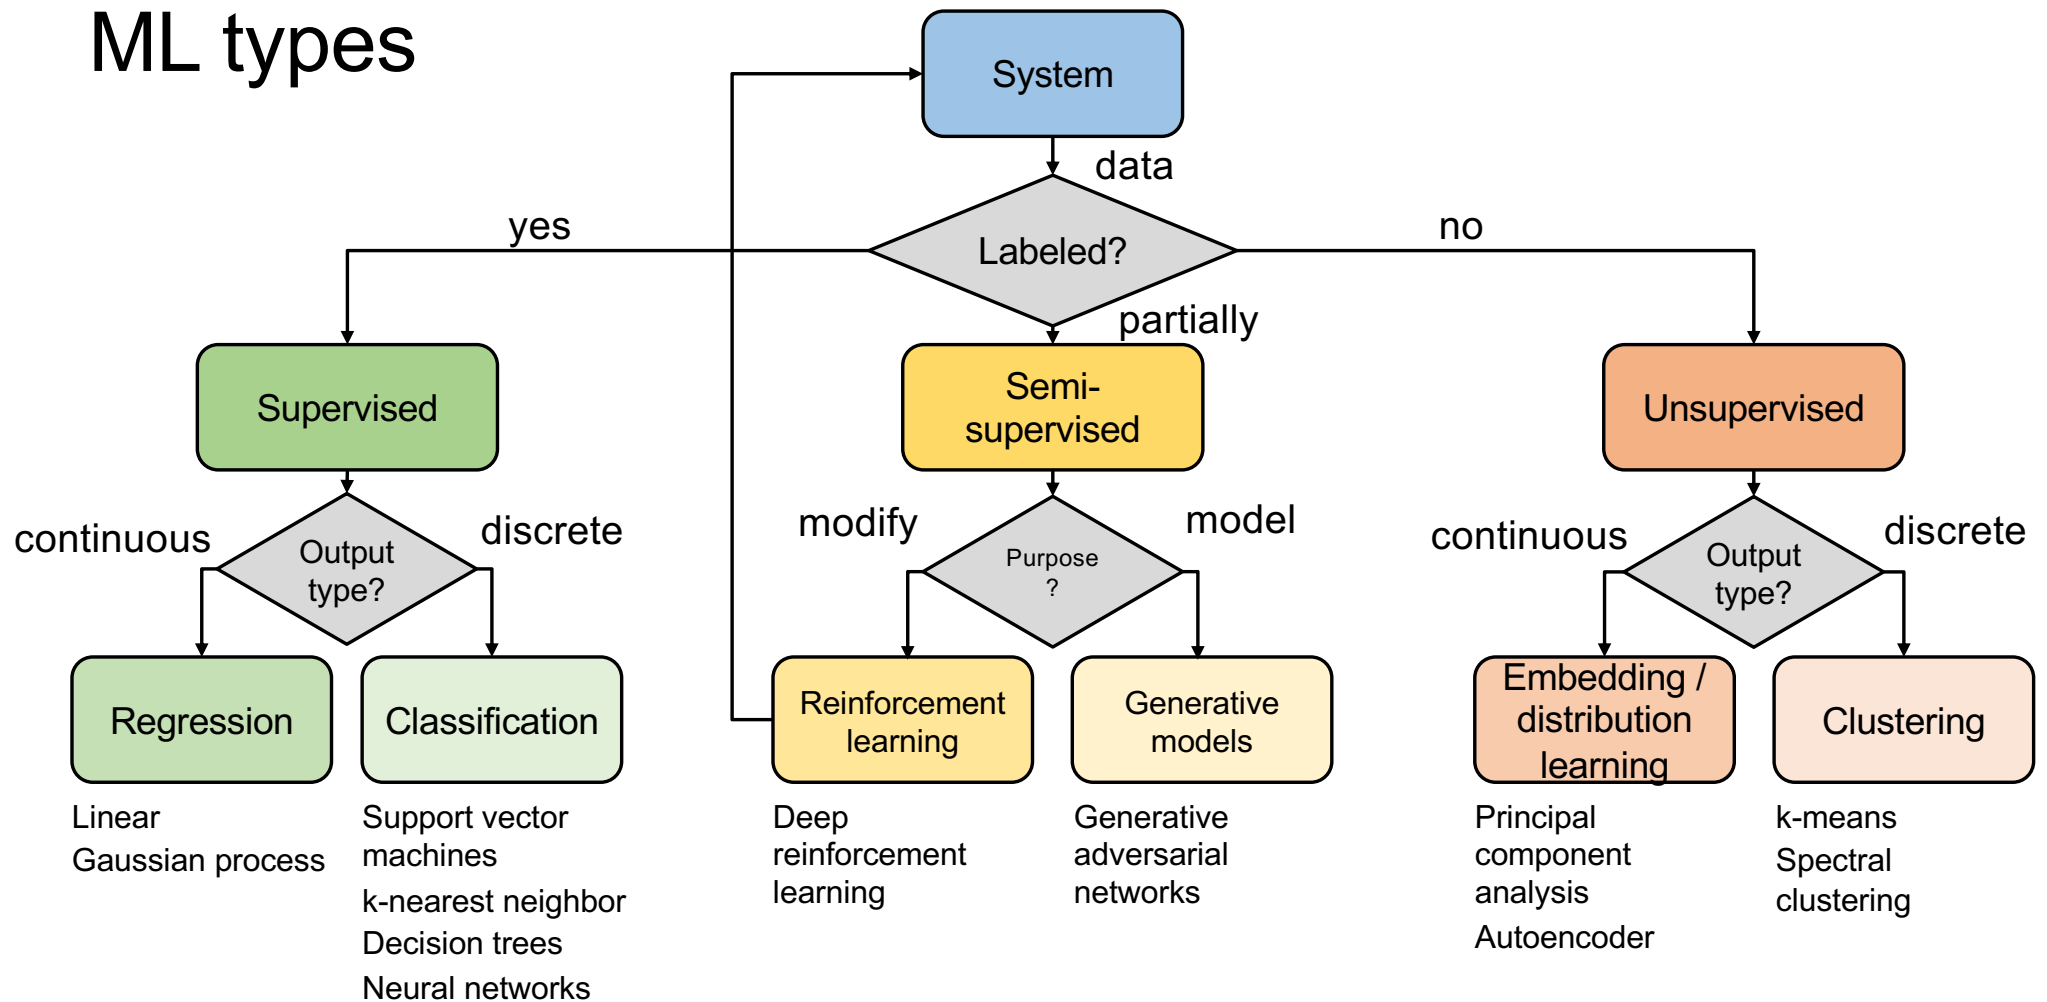 ML types
System
data
yes
Labeled?
no
partially
Supervised
Semi-
supervised
Unsupervised
continuous
Output
type?
discrete
modify
Purpose
?
model
continuous
Output
type?
discrete
Regression
Classification
Reinforcement
learning
Generative
models
Embedding /
distribution
learning
Clustering
Linear
Gaussian process
Support vector
machines
k-nearest neighbor
Decision trees
Neural networks
Deep
reinforcement
learning
Generative
adversarial
networks
Principal
component
analysis
Autoencoder
k-means
Spectral
clustering